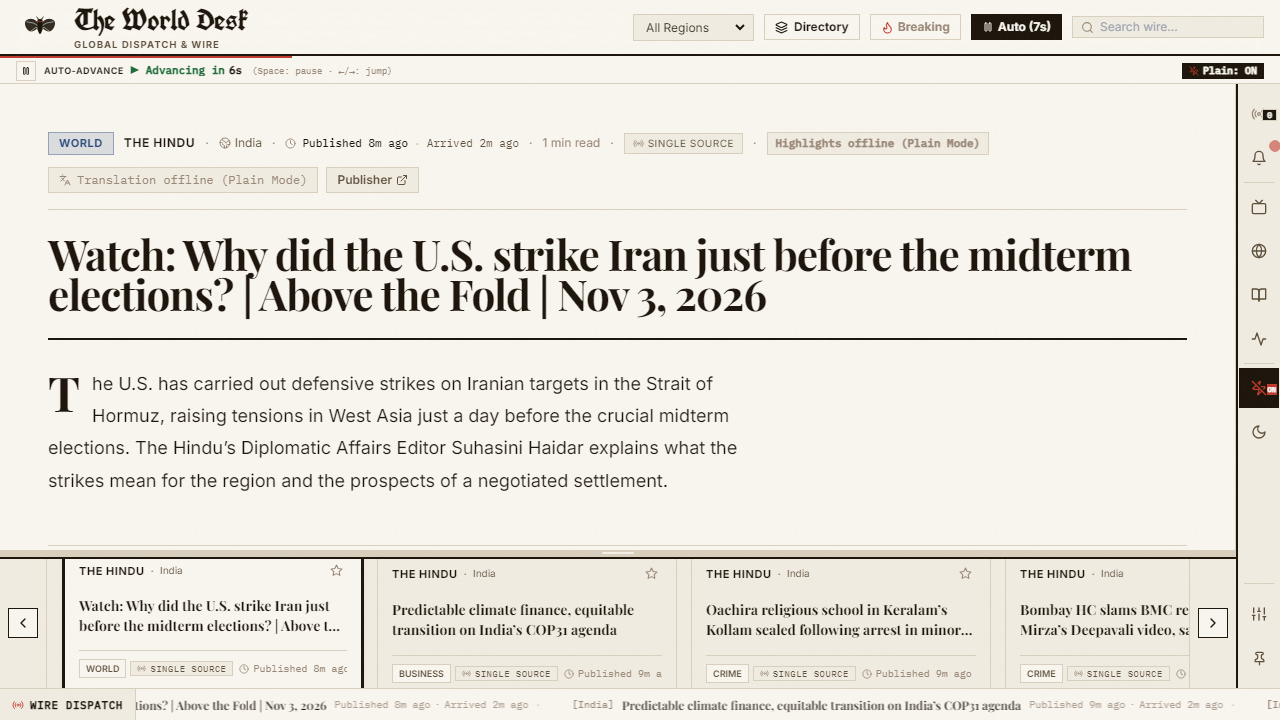 The World Desk
GLOBAL DISPATCH & WIRE
All Regions
Directory
Breaking
Auto (7s)
Search wire...
AUTO-ADVANCE ▶ Advancing in 6s (Space: pause · ←/→: jump)
Plain: ON
0
WORLD THE HINDU · India · Published 8m ago · Arrived 2m ago · 1 min read · SINGLE SOURCE · Highlights offline (Plain Mode)
Translation offline (Plain Mode) Publisher
Watch: Why did the U.S. strike Iran just before the midterm
elections? | Above the Fold | Nov 3, 2026
The U.S. has carried out defensive strikes on Iranian targets in the Strait of
Hormuz, raising tensions in West Asia just a day before the crucial midterm
elections. The Hindu’s Diplomatic Affairs Editor Suhasini Haidar explains what the
strikes mean for the region and the prospects of a negotiated settlement.
ON
THE HINDU · India
Watch: Why did the U.S. strike Iran just
before the midterm elections? | Above t...
WORLD SINGLE SOURCE Published 8m ago
THE HINDU · India
Predictable climate finance, equitable
transition on India’s COP31 agenda
BUSINESS SINGLE SOURCE Published 9m a
THE HINDU · India
Oachira religious school in Keralam’s
Kollam sealed following arrest in minor...
CRIME SINGLE SOURCE Published 9m ago
THE HINDU · India
Bombay HC slams BMC re
Mirza’s Deepavali video, sa
CRIME SINGLE SOURCE
WIRE DISPATCH
tions? | Above the Fold | Nov 3, 2026 Published 8m ago · Arrived 2m ago · [India] Predictable climate finance, equitable transition on India’s COP31 agenda Published 9m ago · Arrived 2m ago ·